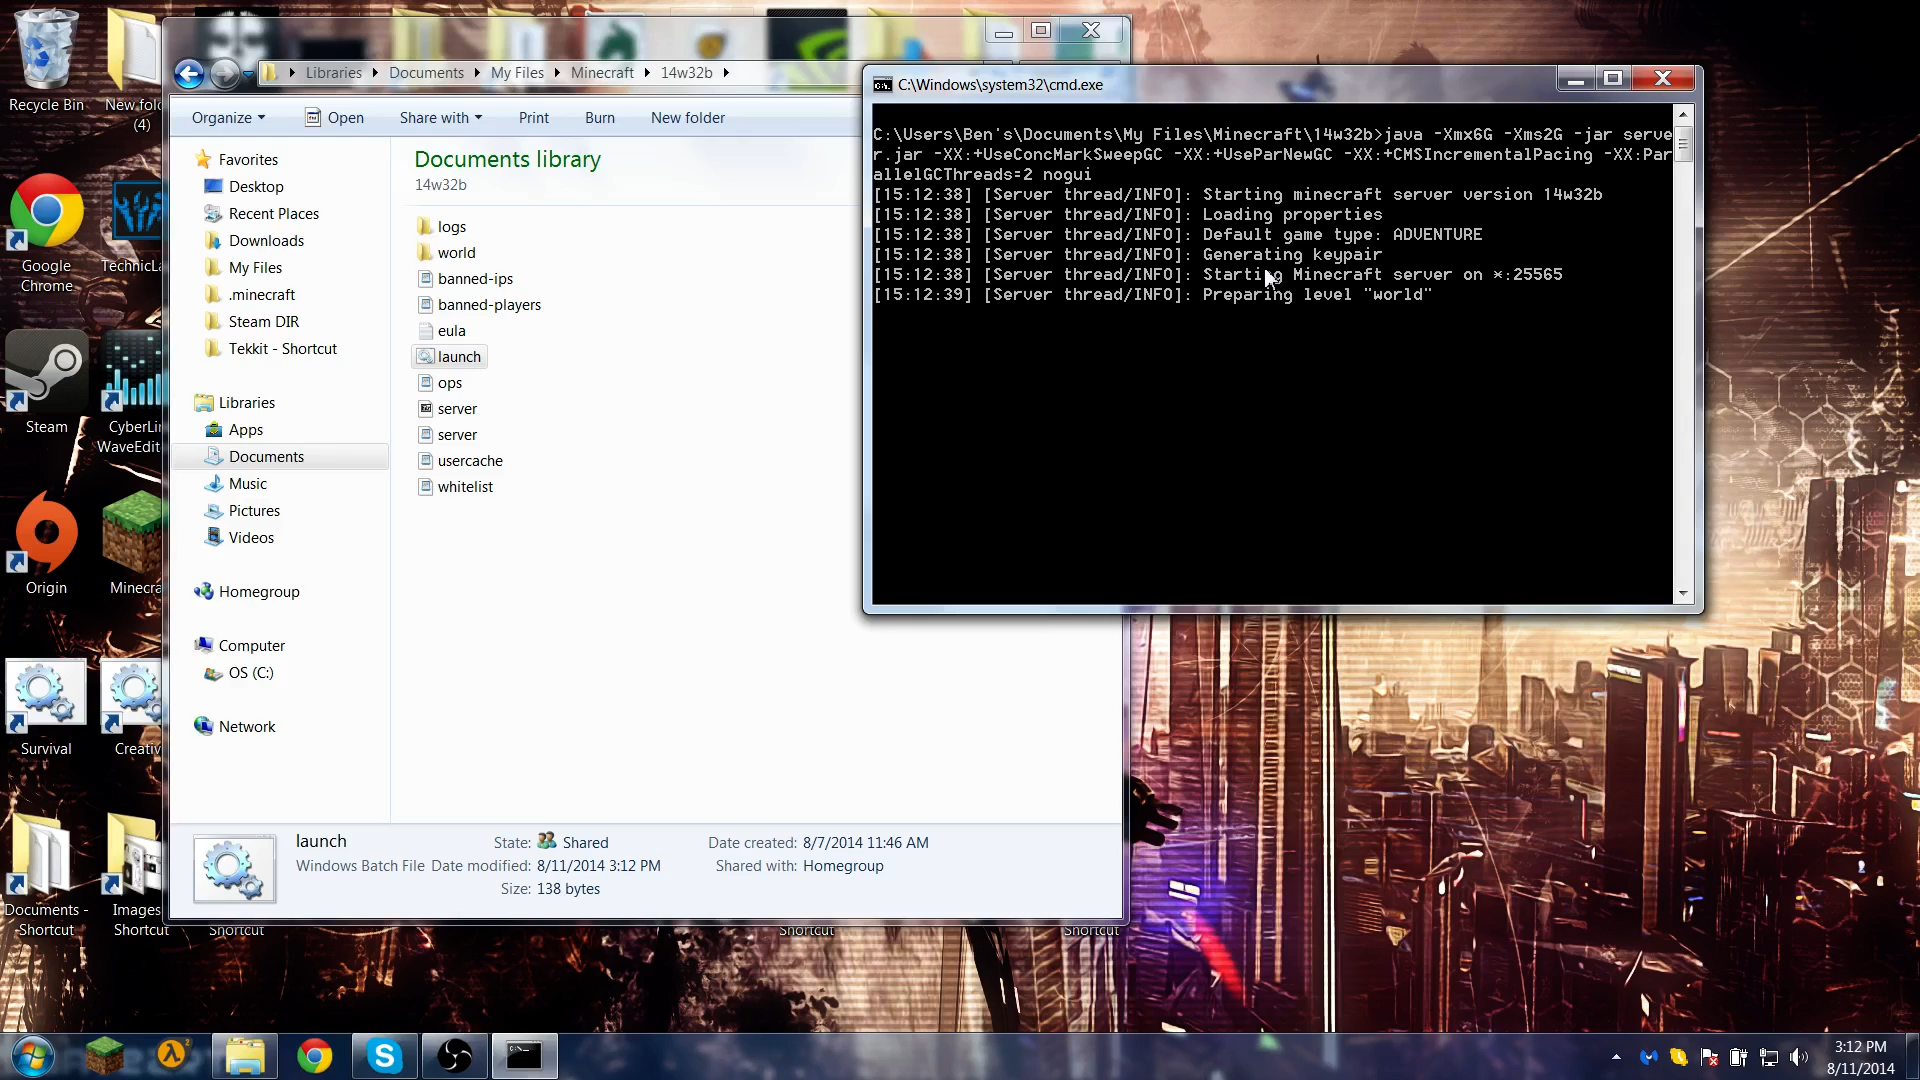 Recycle Bin
New fold
(4)
Google
Chrome
TechnicLa
Steam
CyberLin
WaveEdit
Origin
Minecra
Survival
Creativ
Documents -
Shortcut
Images
Shortcut
Shortcut
Shortcut
Shortcut
Libraries
Documents
My Files
Minecraft
14w32b
Organize
Open
Share with
Print
Burn
New folder
Favorites
Desktop
Recent Places
Downloads
My Files
.minecraft
Steam DIR
Tekkit - Shortcut
Libraries
Apps
Documents
Music
Pictures
Videos
Homegroup
Computer
OS (C:)
Network
Documents library
14w32b
logs
world
banned-ips
banned-players
eula
launch
ops
server
server
usercache
whitelist
launch
Windows Batch File
State: Shared
Date modified: 8/11/2014 3:12 PM
Size: 138 bytes
Date created: 8/7/2014 11:46 AM
Shared with: Homegroup
C:\Windows\system32\cmd.exe
C:\Users\Ben's\Documents\My Files\Minecraft\14w32b>java -Xmx6G -Xms2G -jar serve
r.jar -XX:+UseConcMarkSweepGC -XX:+UseParNewGC -XX:+CMSIncrementalPacing -XX:Par
allelGCThreads=2 nogui
[15:12:38] [Server thread/INFO]: Starting minecraft server version 14w32b
[15:12:38] [Server thread/INFO]: Loading properties
[15:12:38] [Server thread/INFO]: Default game type: ADVENTURE
[15:12:38] [Server thread/INFO]: Generating keypair
[15:12:38] [Server thread/INFO]: Starting Minecraft server on *:25565
[15:12:39] [Server thread/INFO]: Preparing level "world"
3:12 PM
8/11/2014